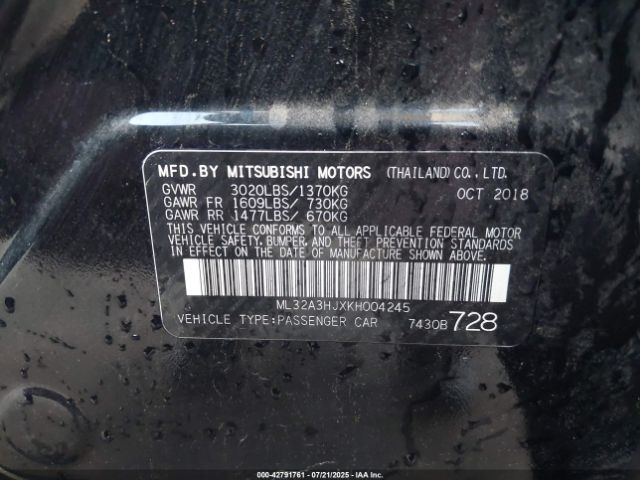 MFD.BY MITSUBISHI MOTORS (THAILAND) CO., LTD.
GVWR 3020LBS/1370KG OCT 2018
GAWR FR 1609LBS/ 730KG
GAWR RR 1477LBS/ 670KG
THIS VEHICLE CONFORMS TO ALL APPLICABLE FEDERAL MOTOR
VEHICLE SAFETY, BUMPER, AND THEFT PREVENTION STANDARDS
IN EFFECT ON THE DATE OF MANUFACTURE SHOWN ABOVE.
ML32A3HJXKH004245
VEHICLE TYPE:PASSENGER CAR 7430B 728
000-42791761 - 07/21/2025 - IAA Inc.